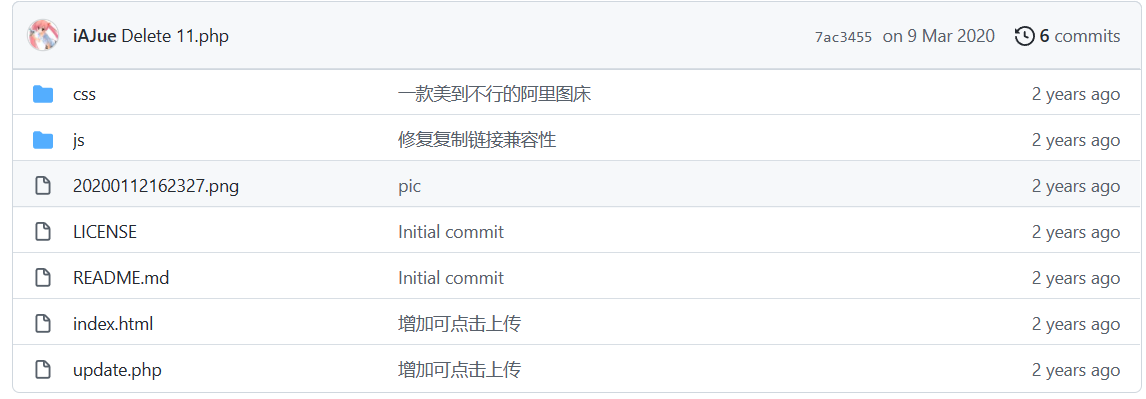 iAJue Delete 11.php 7ac3455 on 9 Mar 2020 6 commits
css 一款美到不行的阿里图床 2 years ago
js 修复复制链接兼容性 2 years ago
20200112162327.png pic 2 years ago
LICENSE Initial commit 2 years ago
README.md Initial commit 2 years ago
index.html 增加可点击上传 2 years ago
update.php 增加可点击上传 2 years ago